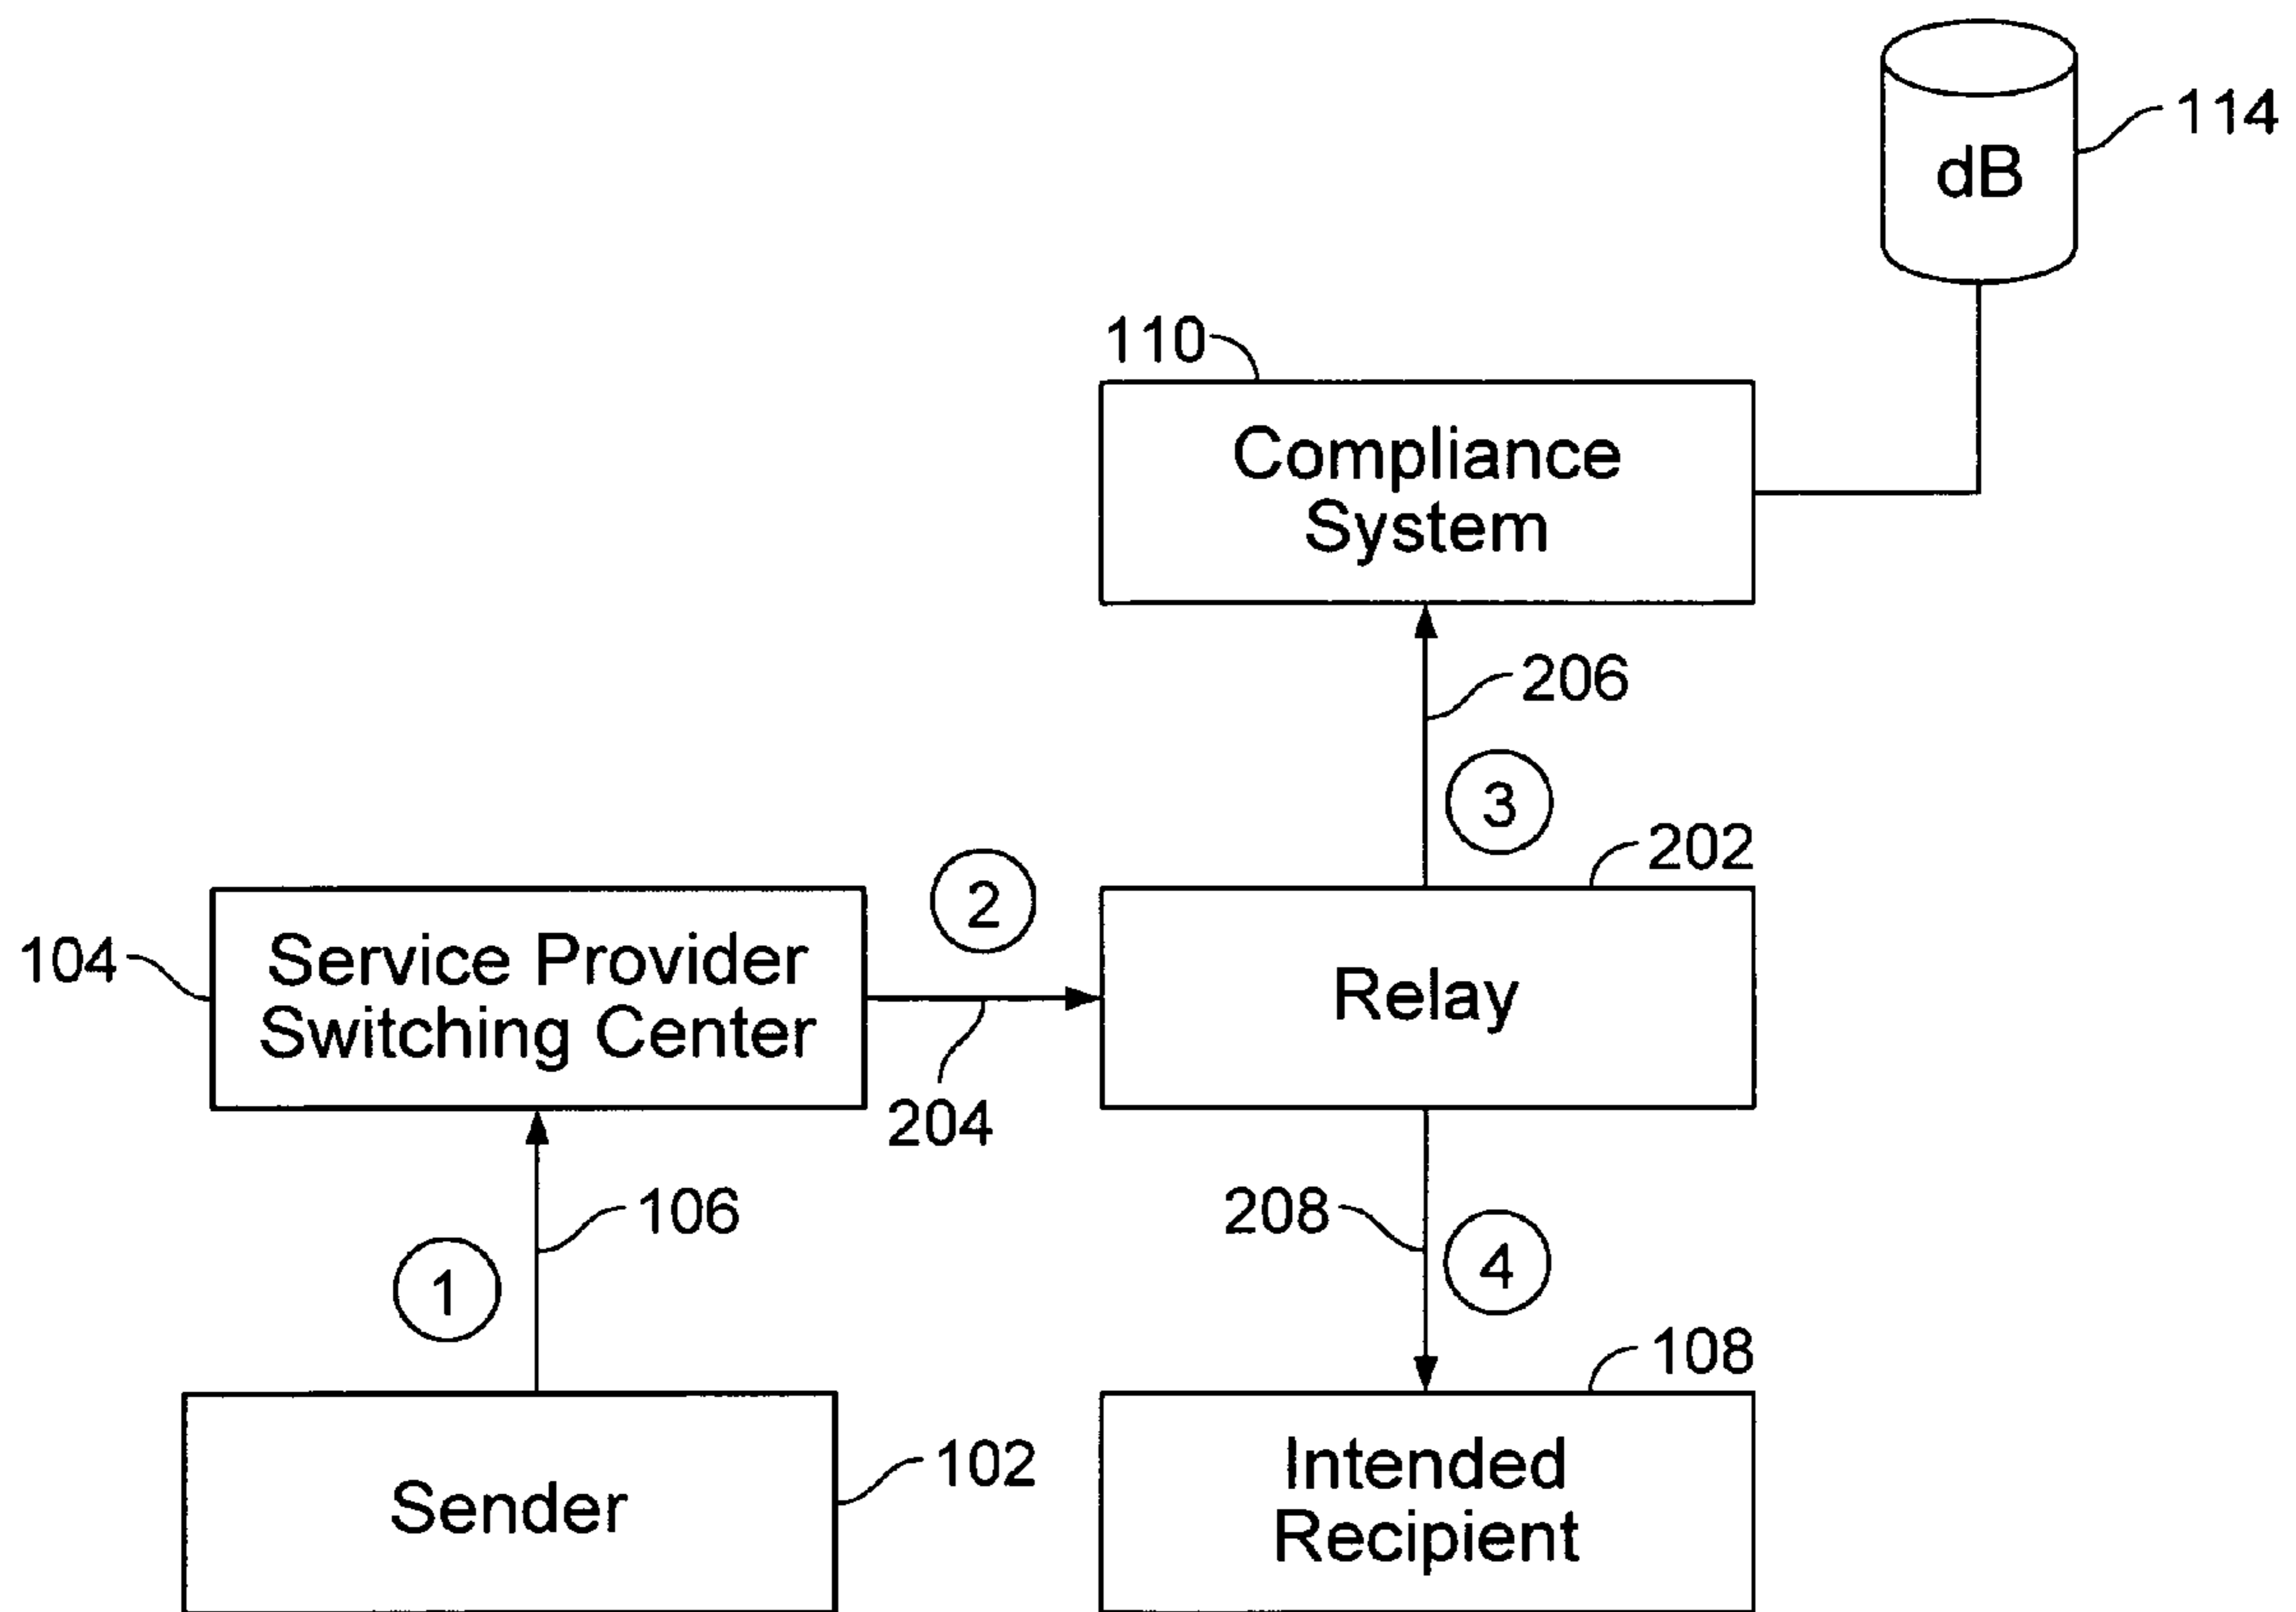 114
dB
110
Compliance
System
206
3
202
2
104
Service Provider
Switching Center
Relay
204
106
208
1
4
108
102
Sender
Intended
Recipient